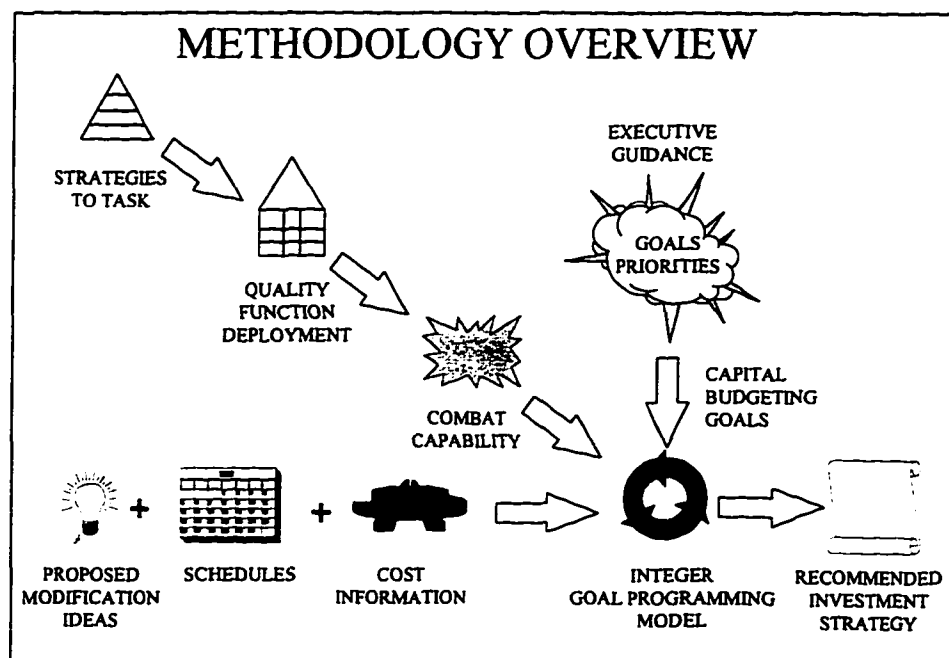 METHODOLOGY OVERVIEW
STRATEGIES
TO TASK
EXECUTIVE
GUIDANCE
GOALS
PRIORITIES
QUALITY
FUNCTION
DEPLOYMENT
CAPITAL
BUDGETING
GOALS
COMBAT
CAPABILITY
+
+
PROPOSED
MODIFICATION
IDEAS
SCHEDULES
COST
INFORMATION
INTEGER
GOAL PROGRAMMING
MODEL
RECOMMENDED
INVESTMENT
STRATEGY